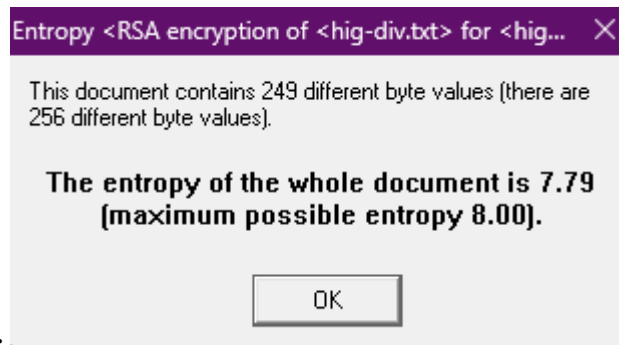 Entropy <RSA encryption of <hig-div.txt> for <hig...
This document contains 249 different byte values (there are
256 different byte values).
The entropy of the whole document is 7.79
(maximum possible entropy 8.00).
OK